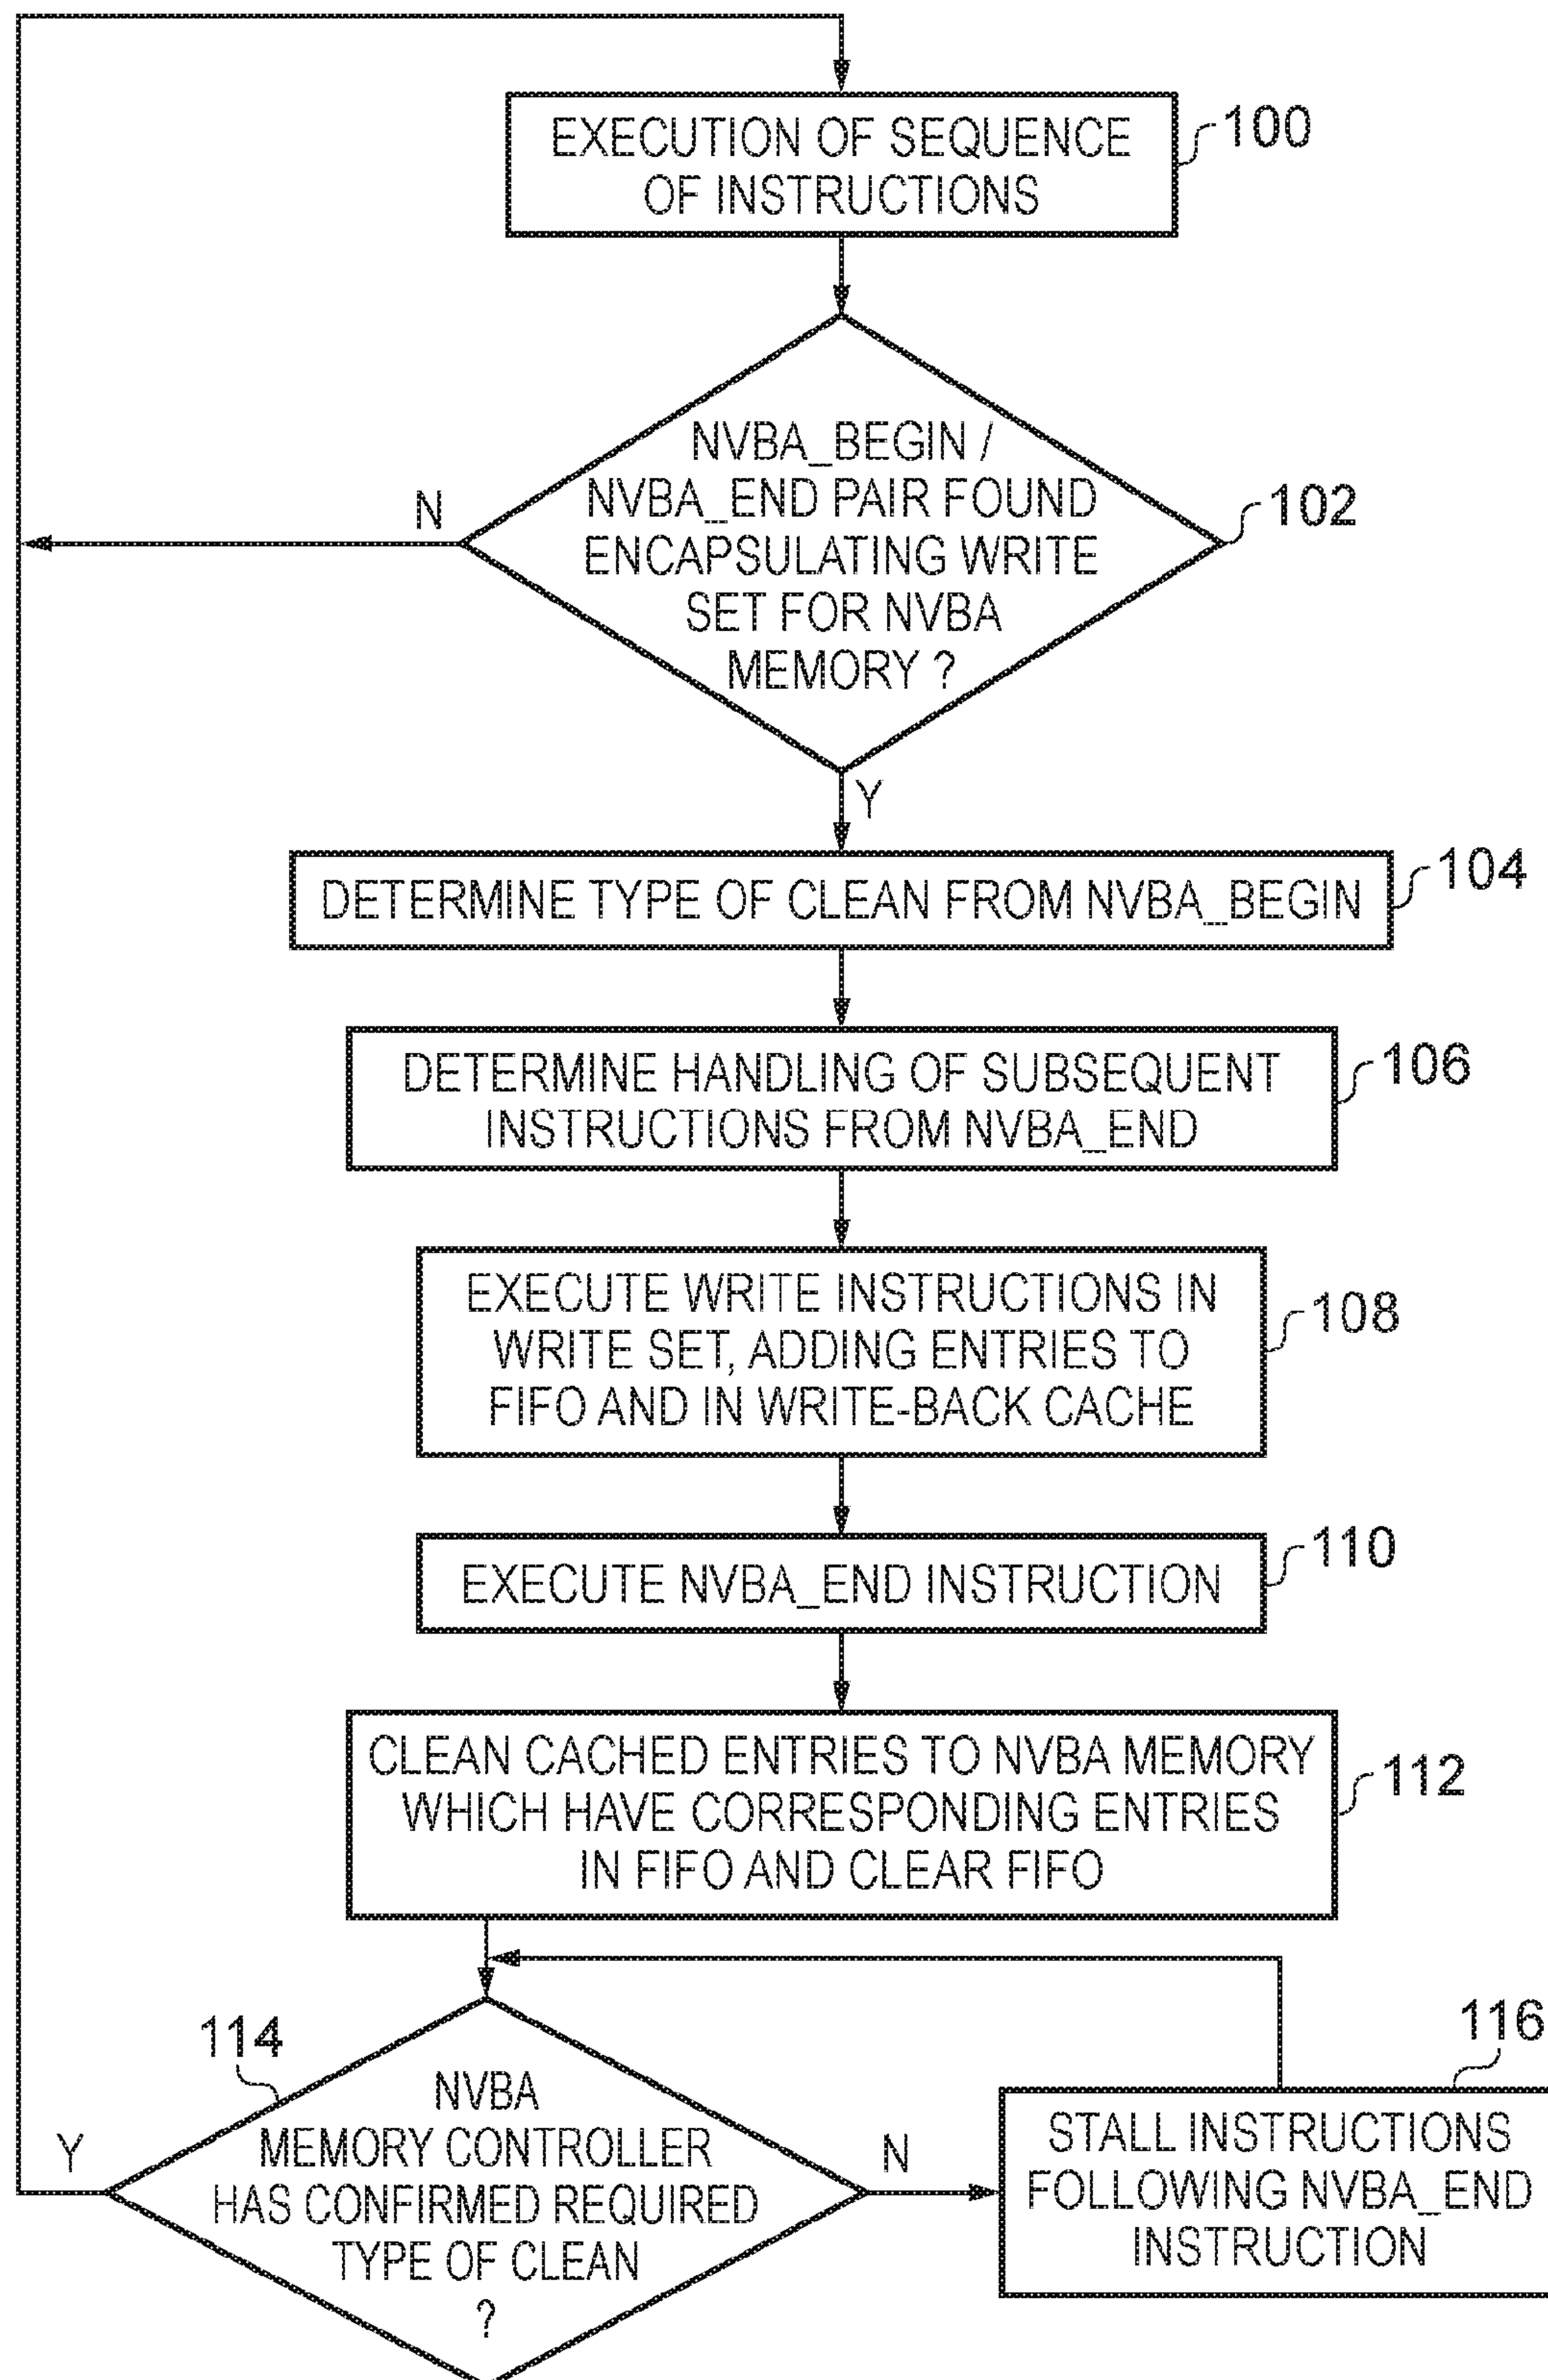 EXECUTION OF SEQUENCE
OF INSTRUCTIONS
100
NVBA_BEGIN /
NVBA_END PAIR FOUND
ENCAPSULATING WRITE
SET FOR NVBA
MEMORY ?
102
N
Y
DETERMINE TYPE OF CLEAN FROM NVBA_BEGIN
104
DETERMINE HANDLING OF SUBSEQUENT
INSTRUCTIONS FROM NVBA_END
106
EXECUTE WRITE INSTRUCTIONS IN
WRITE SET, ADDING ENTRIES TO
FIFO AND IN WRITE-BACK CACHE
108
EXECUTE NVBA_END INSTRUCTION
110
CLEAN CACHED ENTRIES TO NVBA MEMORY
WHICH HAVE CORRESPONDING ENTRIES
IN FIFO AND CLEAR FIFO
112
114
NVBA
MEMORY CONTROLLER
HAS CONFIRMED REQUIRED
TYPE OF CLEAN
?
Y
N
116
STALL INSTRUCTIONS
FOLLOWING NVBA_END
INSTRUCTION